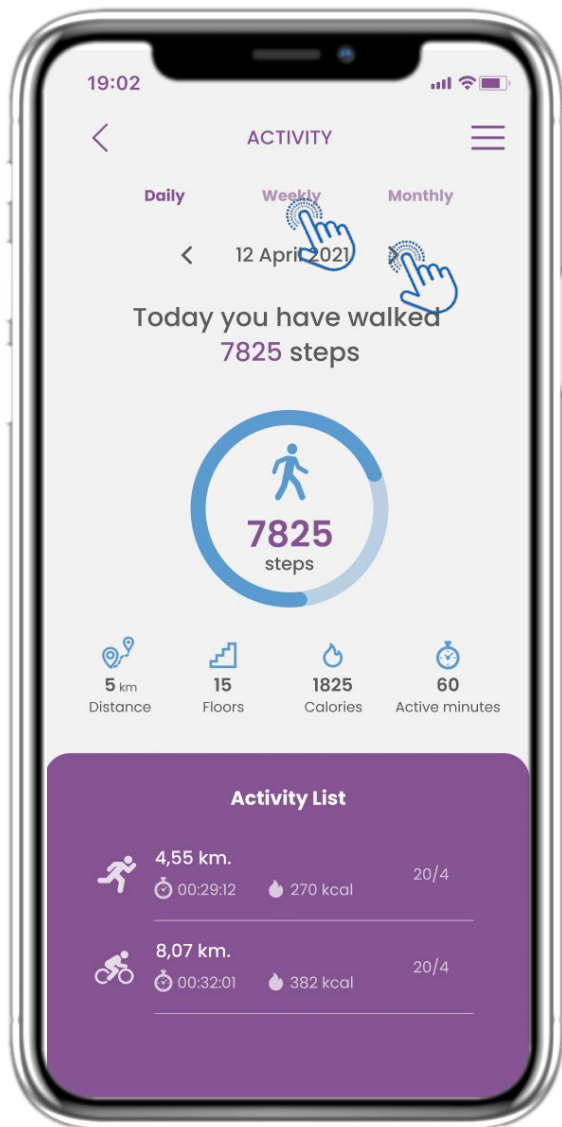 19:02
ACTIVITY
Daily Weekly Monthly
12 April 2021
Today you have walked
7825 steps
7825
steps
5 km 15 1825 60
Distance Floors Calories Active minutes
Activity List
4,55 km.
00:29:12 270 kcal 20/4
8,07 km.
00:32:01 382 kcal 20/4